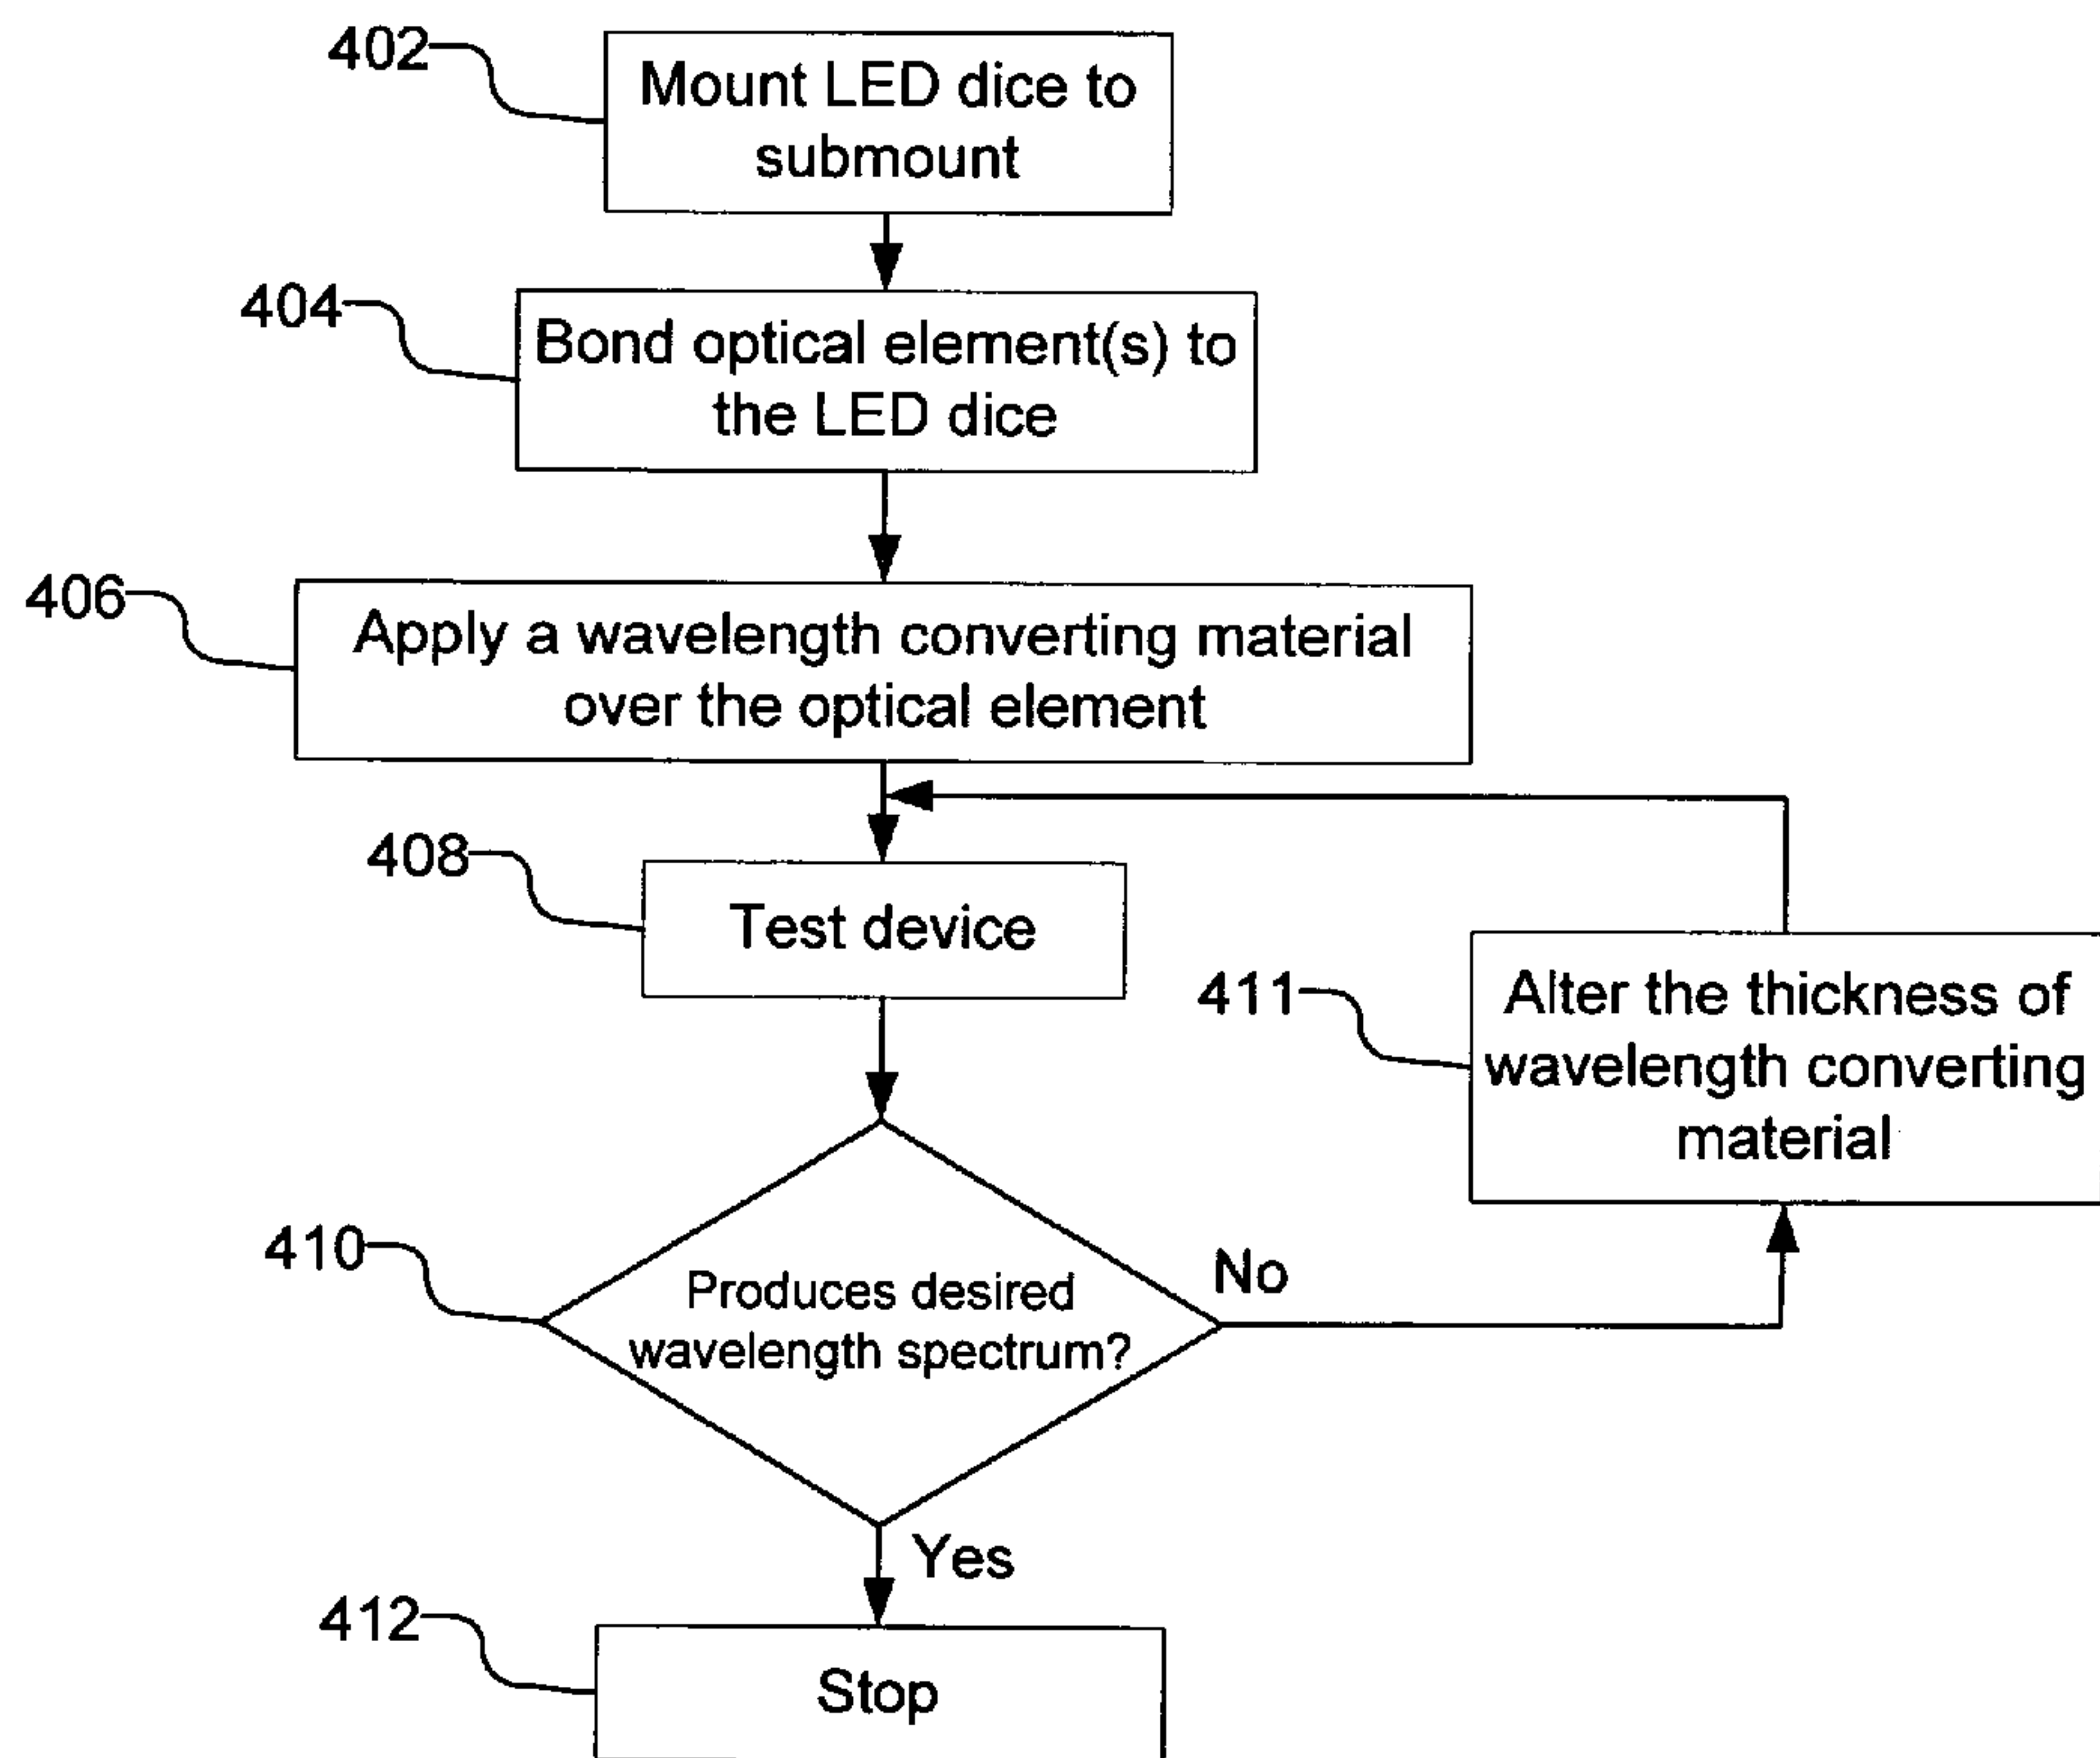 402
Mount LED dice to
submount
404
Bond optical element(s) to
the LED dice
406
Apply a wavelength converting material
over the optical element
408
Test device
411
Alter the thickness of
wavelength converting
material
410
Produces desired
wavelength spectrum?
No
Yes
412
Stop